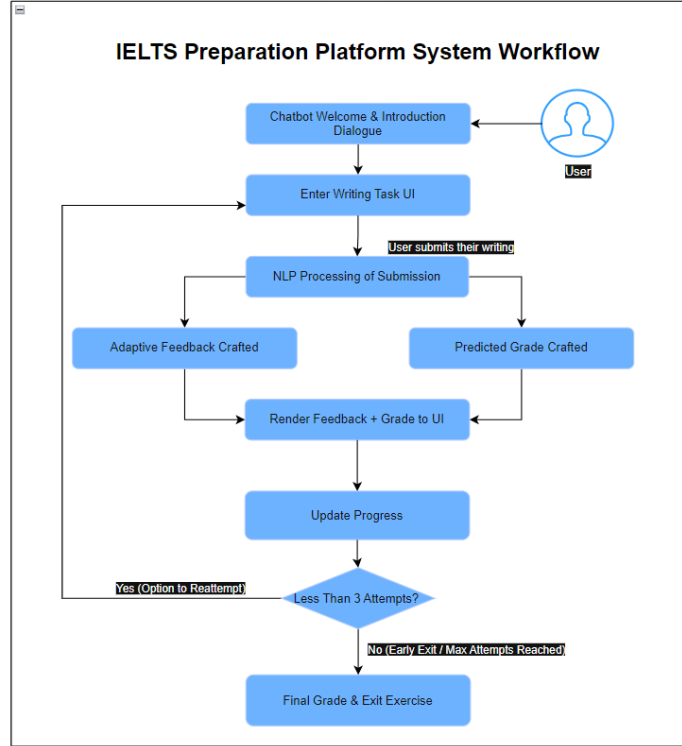 IELTS Preparation Platform System Workflow
Chatbot Welcome & Introduction
Dialogue
User
Enter Writing Task UI
User submits their writing
NLP Processing of Submission
Adaptive Feedback Crafted
Predicted Grade Crafted
Render Feedback + Grade to UI
Update Progress
Yes (Option to Reattempt)
Less Than 3 Attempts?
No (Early Exit / Max Attempts Reached)
Final Grade & Exit Exercise